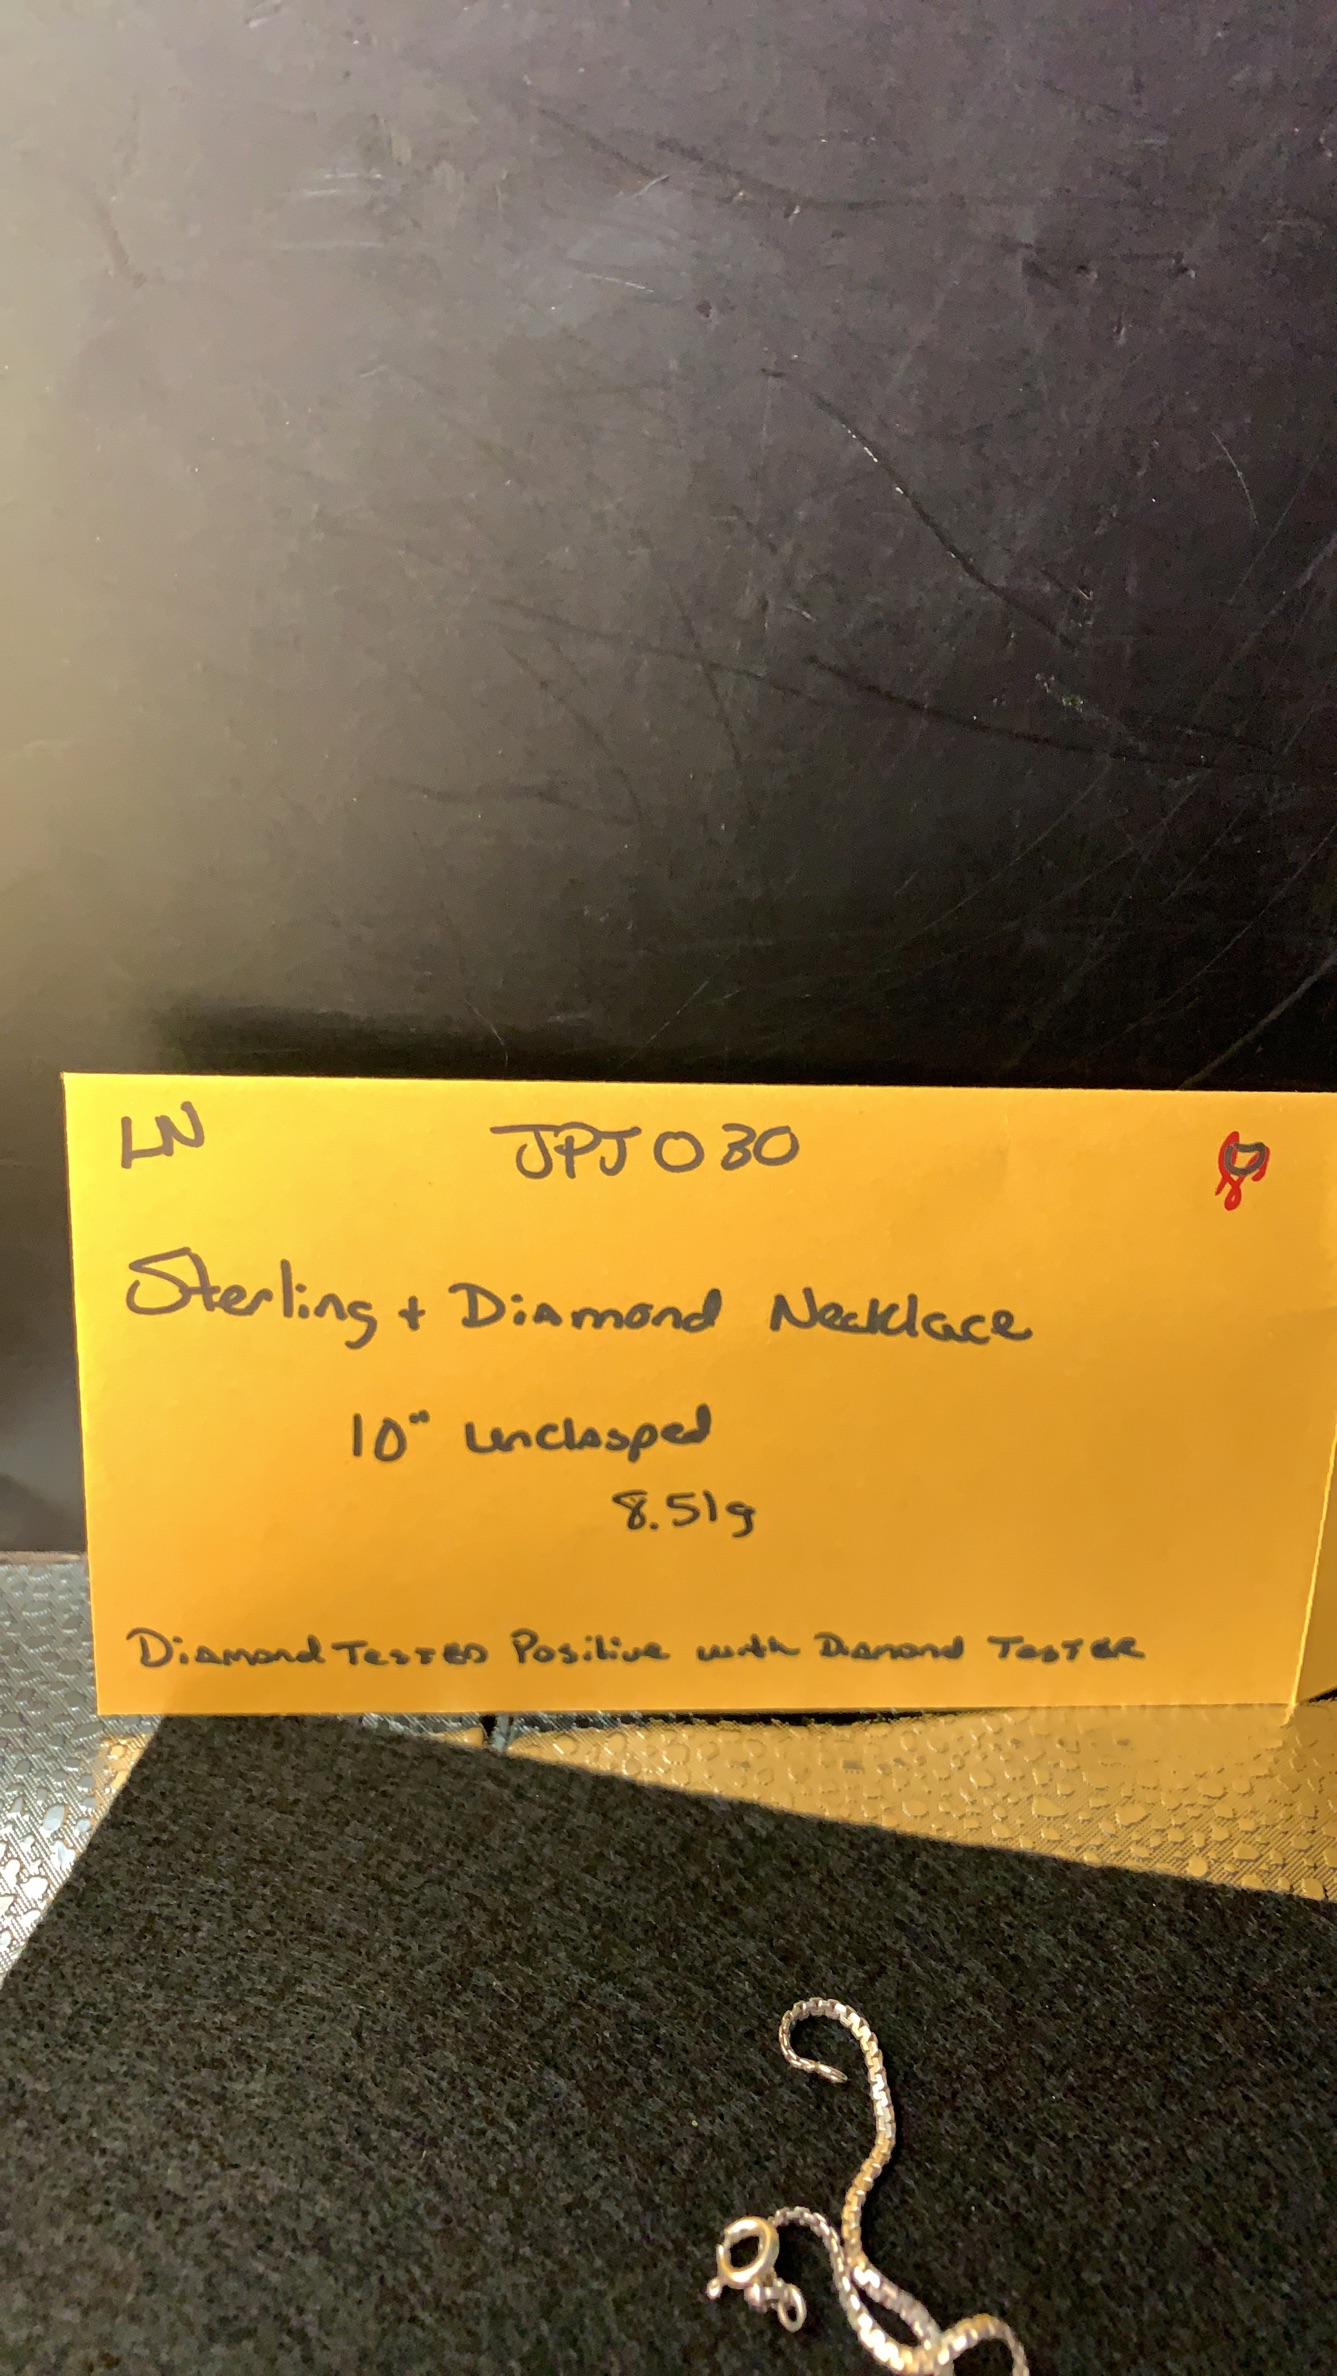 LN JPJ030
Sterling + Diamond Necklace
10" unclasped
8.51g
Diamond Tested Positive with Diamond Tester